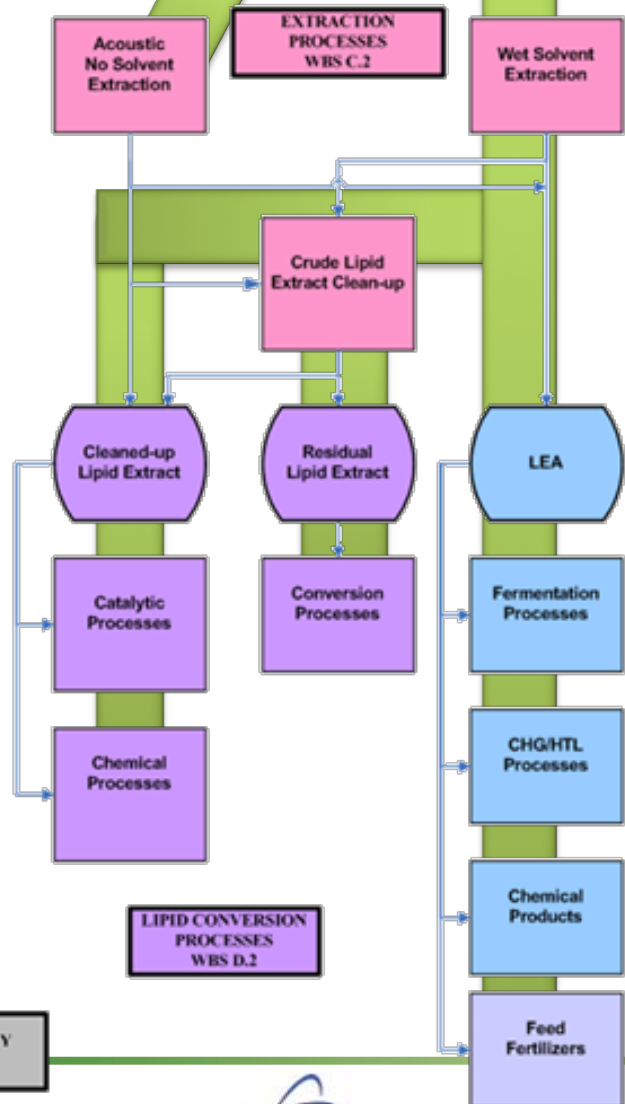 Acoustic
No Solvent
Extraction
EXTRACTION
PROCESSES
WBS C.2
Wet Solvent
Extraction
Crude Lipid
Extract Clean-up
Cleaned-up
Lipid Extract
Residual
Lipid Extract
LEA
Catalytic
Processes
Conversion
Processes
Fermentation
Processes
Chemical
Processes
CHG/HTL
Processes
Chemical
Products
LIPID CONVERSION
PROCESSES
WBS D.2
Y
Feed
Fertilizers